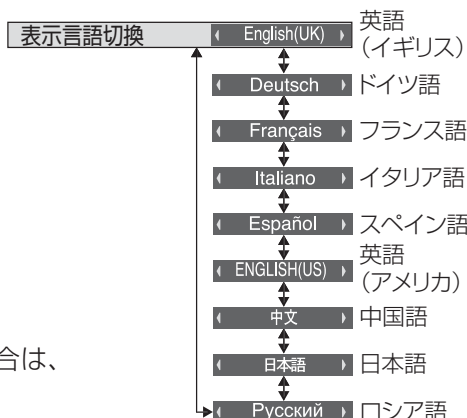 表示言語切換 English(UK) 英語
(イギリス)
Deutsch ドイツ語
Français フランス語
Italiano イタリア語
Español スペイン語
ENGLISH(US) 英語
(アメリカ)
中文 中国語
合は、
日本語 日本語
Русский ロシア語